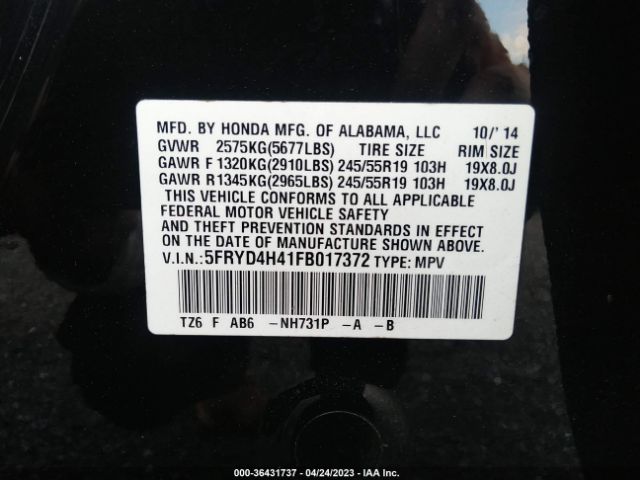 MFD. BY HONDA MFG. OF ALABAMA, LLC 10/' 14
GVWR 2575KG(5677LBS) TIRE SIZE RIM SIZE
GAWR F 1320KG(2910LBS) 245/55R19 103H 19X8.0J
GAWR R1345KG(2965LBS) 245/55R19 103H 19X8.0J
THIS VEHICLE CONFORMS TO ALL APPLICABLE
FEDERAL MOTOR VEHICLE SAFETY
AND THEFT PREVENTION STANDARDS IN EFFECT
ON THE DATE OF MANUFACTURE SHOWN ABOVE.
V.I.N.:5FRYD4H41FB017372 TYPE: MPV
TZ6 F AB6 -NH731P -A -B
000-36431737 - 04/24/2023 - IAA Inc.